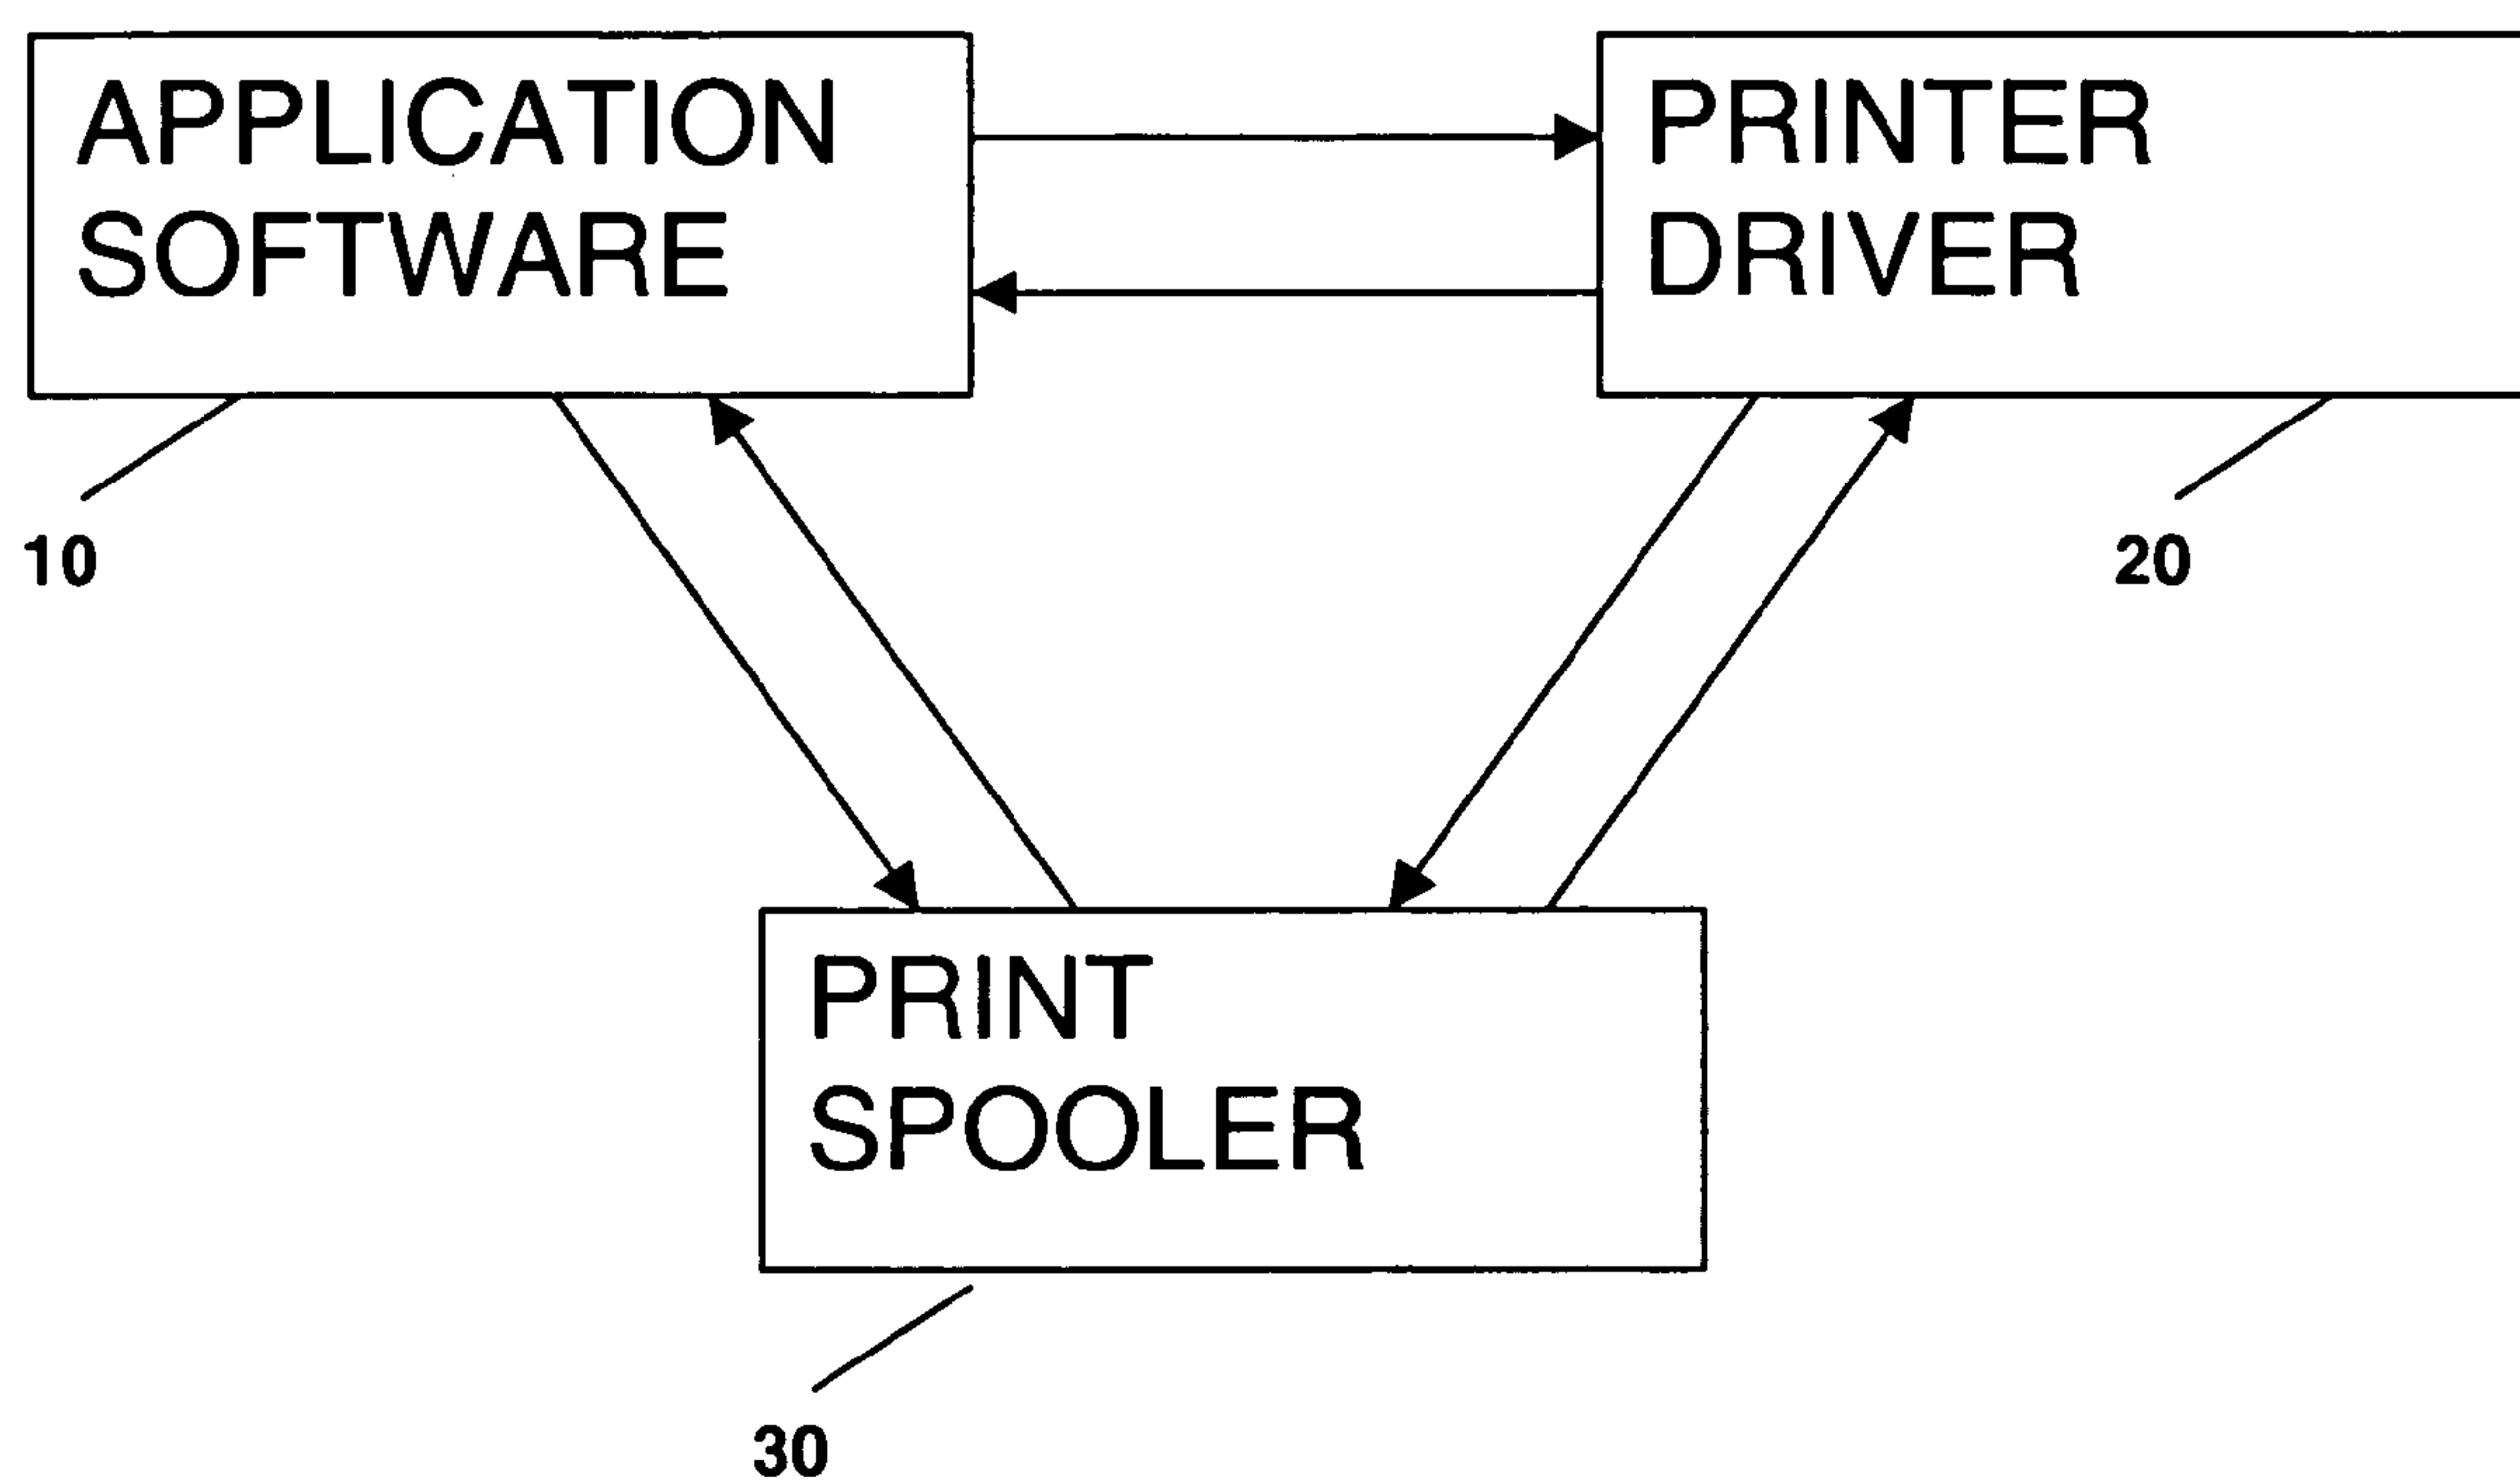 APPLICATION
SOFTWARE
PRINTER
DRIVER
10
20
PRINT
SPOOLER
30